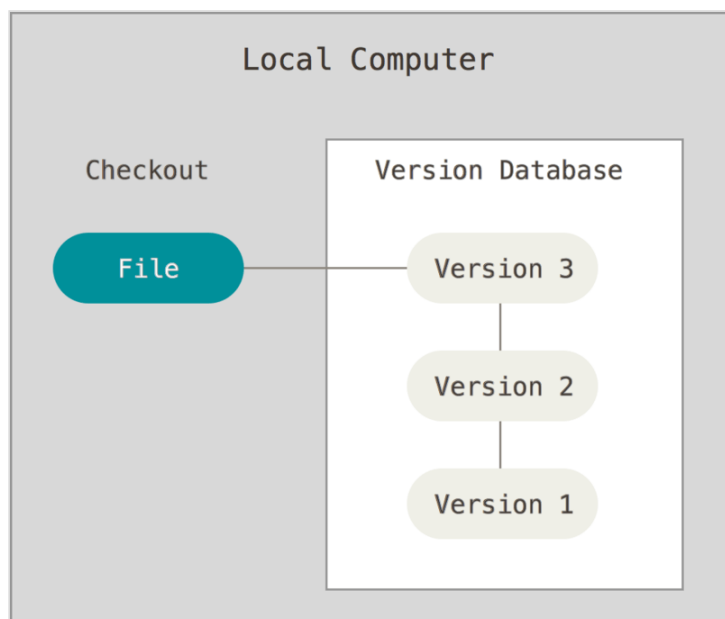 Local Computer
Checkout
Version Database
File
Version 3
Version 2
Version 1